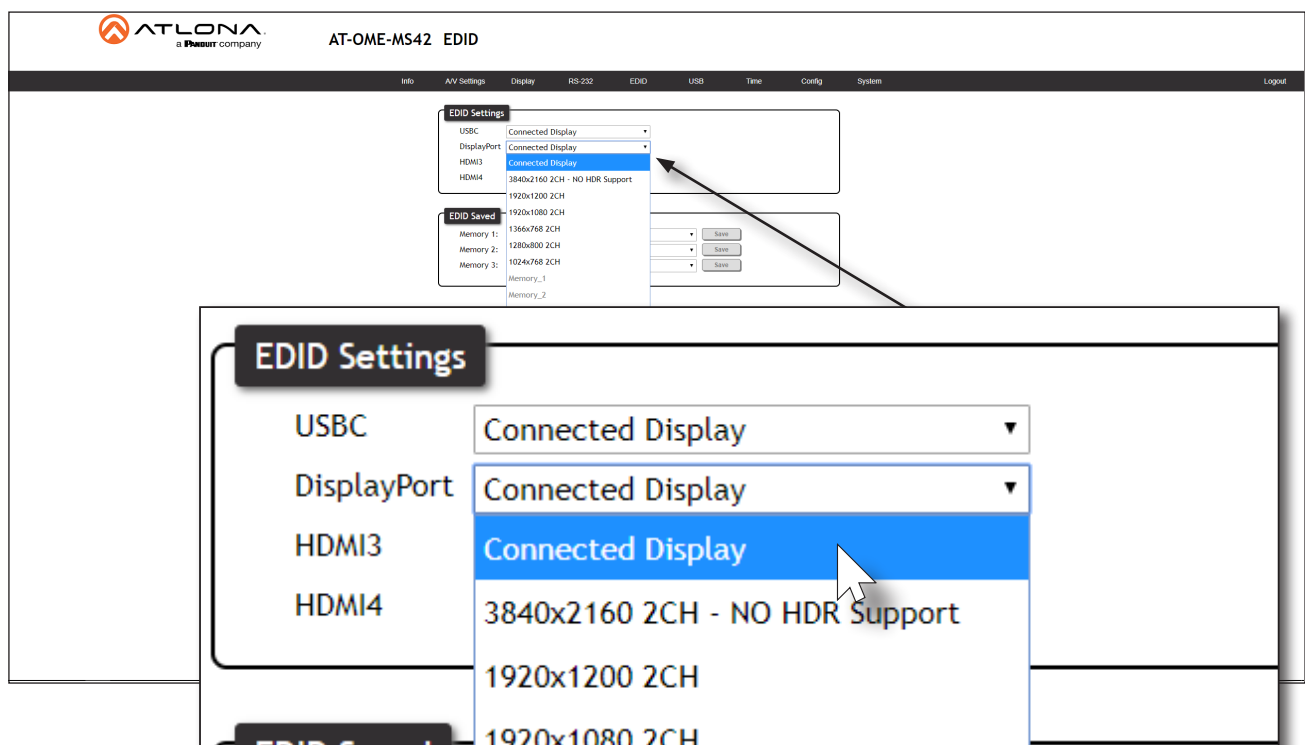 ATLONA.
a PANDUIT company
AT-OME-MS42 EDID
Info A/V Settings Display RS-232 EDID USB Time Config System Logout
EDID Settings
USBC Connected Display
DisplayPort Connected Display
HDMI3 Connected Display
HDMI4 3840x2160 2CH - NO HDR Support
1920x1200 2CH
EDID Saved 1920x1080 2CH
1366x768 2CH
Memory 1: Save
1280x800 2CH
Memory 2: Save
Memory 3: 1024x768 2CH Save
Memory_1
Memory_2
EDID Settings
USBC Connected Display
DisplayPort Connected Display
HDMI3 Connected Display
HDMI4 3840x2160 2CH - NO HDR Support
1920x1200 2CH
EDID Saved 1920x1080 2CH